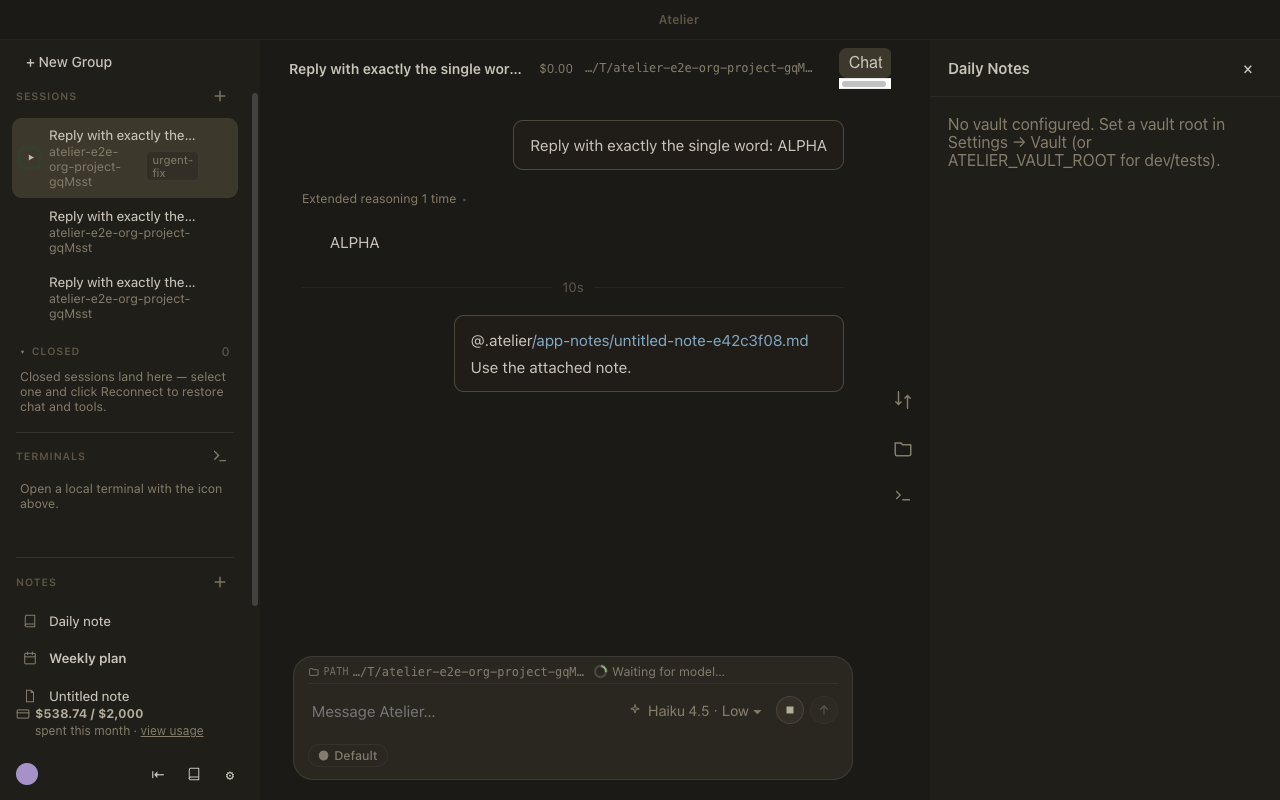 Atelier
+ New Group
SESSIONS
Reply with exactly the...
atelier-e2e-
org-project-
gqMsst
urgent-
fix
Reply with exactly the...
atelier-e2e-org-project-
gqMsst
Reply with exactly the...
atelier-e2e-org-project-
gqMsst
CLOSED 0
Closed sessions land here — select
one and click Reconnect to restore
chat and tools.
TERMINALS
Open a local terminal with the icon
above.
NOTES
Daily note
Weekly plan
Untitled note
$538.74 / $2,000
spent this month · view usage
Reply with exactly the single wor... $0.00 …/T/atelier-e2e-org-project-gqM…
Chat
Reply with exactly the single word: ALPHA
Extended reasoning 1 time
ALPHA
10s
@.atelier/app-notes/untitled-note-e42c3f08.md
Use the attached note.
PATH …/T/atelier-e2e-org-project-gqM… Waiting for model...
Message Atelier...
Haiku 4.5 · Low
Default
Daily Notes
No vault configured. Set a vault root in
Settings → Vault (or
ATELIER_VAULT_ROOT for dev/tests).